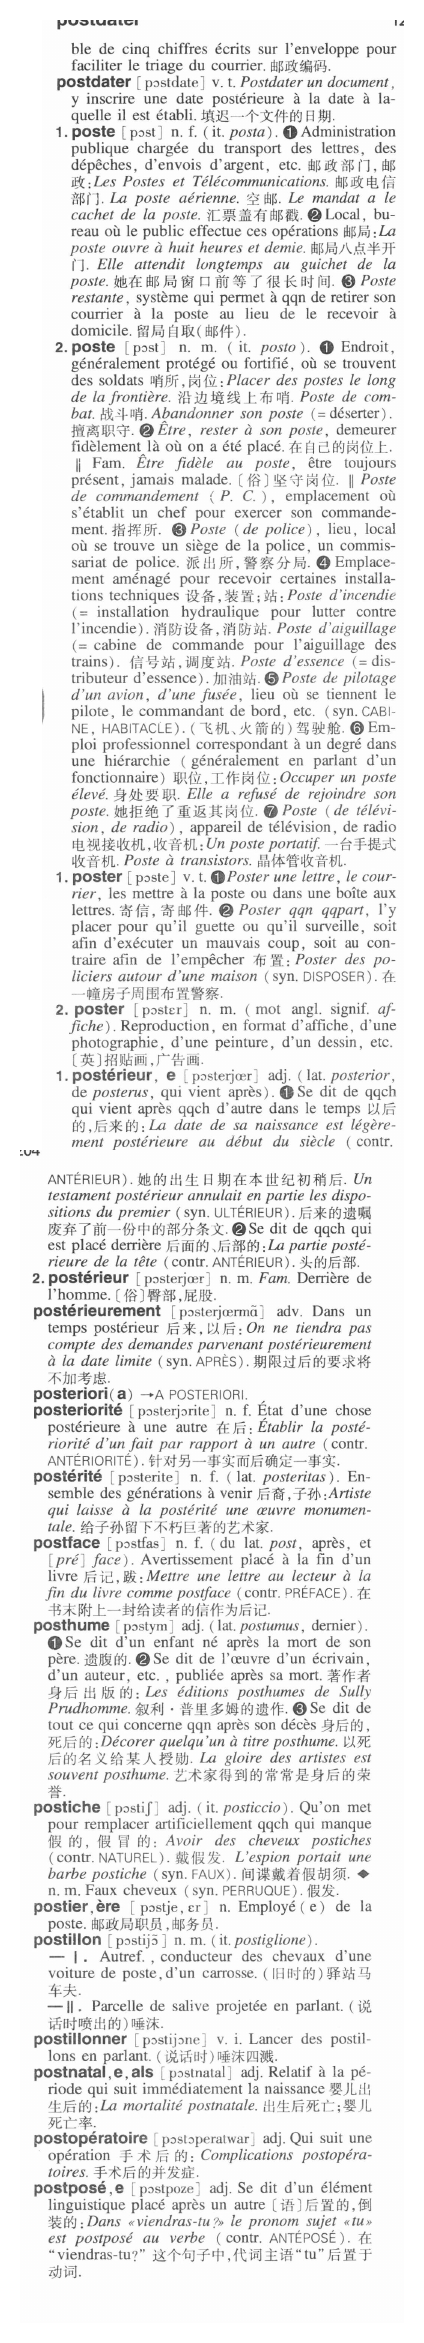 postdater
ble de cinq chiffres écrits sur l'enveloppe pour
faciliter le triage du courrier. 邮政编码.
postdater [pɔstdate] v. t. Postdater un document,
y inscrire une date postérieure à la date à la-
quelle il est établi. 填迟一个文件的日期.
1. poste [pɔst] n. f. (it. posta). ❶ Administration
publique chargée du transport des lettres, des
dépêches, d'envois d'argent, etc. 邮政部门,邮
政:Les Postes et Télécommunications. 邮政电信
部门. La poste aérienne. 空邮. Le mandat a le
cachet de la poste. 汇票盖有邮戳. ❷ Local, bu-
reau où le public effectue ces opérations 邮局:La
poste ouvre à huit heures et demie. 邮局八点半开
门. Elle attendit longtemps au guichet de la
poste. 她在邮局窗口前等了很长时间. ❸ Poste
restante, système qui permet à qqn de retirer son
courrier à la poste au lieu de le recevoir à
domicile. 留局自取(邮件).
2. poste [pɔst] n. m. (it. posto). ❶ Endroit,
généralement protégé ou fortifié, où se trouvent
des soldats 哨所,岗位:Placer des postes le long
de la frontière. 沿边境线上布哨. Poste de com-
bat. 战斗哨. Abandonner son poste (= déserter).
擅离职守. ❷ Être, rester à son poste, demeurer
fidèlement là où on a été placé. 在自己的岗位上.
‖ Fam. Être fidèle au poste, être toujours
présent, jamais malade. [俗]坚守岗位. ‖ Poste
de commandement (P. C.), emplacement où
s'établit un chef pour exercer son commande-
ment. 指挥所. ❸ Poste (de police), lieu, local
où se trouve un siège de la police, un commis-
sariat de police. 派出所,警察分局. ❹ Emplace-
ment aménagé pour recevoir certaines installa-
tions techniques 设备,装置;站:Poste d'incendie
(= installation hydraulique pour lutter contre
l'incendie). 消防设备,消防站. Poste d'aiguillage
(= cabine de commande pour l'aiguillage des
trains). 信号站,调度站. Poste d'essence (= dis-
tributeur d'essence). 加油站. ❺ Poste de pilotage
d'un avion, d'une fusée, lieu où se tiennent le
pilote, le commandant de bord, etc. (syn. CABI-
NE, HABITACLE). (飞机、火箭的)驾驶舱. ❻ Em-
ploi professionnel correspondant à un degré dans
une hiérarchie (généralement en parlant d'un
fonctionnaire) 职位,工作岗位:Occuper un poste
élevé. 身处要职. Elle a refusé de rejoindre son
poste. 她拒绝了重返其岗位. ❼ Poste (de télévi-
sion, de radio), appareil de télévision, de radio
电视接收机,收音机:Un poste portatif. 一台手提式
收音机. Poste à transistors. 晶体管收音机.
1. poster [pɔste] v. t. ❶ Poster une lettre, le cour-
rier, les mettre à la poste ou dans une boîte aux
lettres. 寄信,寄邮件. ❷ Poster qqn qqpart, l'y
placer pour qu'il guette ou qu'il surveille, soit
afin d'exécuter un mauvais coup, soit au con-
traire afin de l'empêcher 布置:Poster des po-
liciers autour d'une maison (syn. DISPOSER). 在
一幢房子周围布置警察.
2. poster [pɔstɛr] n. m. (mot angl. signif. af-
fiche). Reproduction, en format d'affiche, d'une
photographie, d'une peinture, d'un dessin, etc.
[英]招贴画,广告画.
1. postérieur, e [pɔsterjœr] adj. (lat. posterior,
de posterus, qui vient après). ❶ Se dit de qqch
qui vient après qqch d'autre dans le temps 以后
的,后来的:La date de sa naissance est légère-
ment postérieure au début du siècle (contr.
ANTÉRIEUR). 她的出生日期在本世纪初稍后. Un
testament postérieur annulait en partie les dispo-
sitions du premier (syn. ULTÉRIEUR). 后来的遗嘱
废弃了前一份中的部分条文. ❷ Se dit de qqch qui
est placé derrière 后面的、后部的:La partie posté-
rieure de la tête (contr. ANTÉRIEUR). 头的后部.
2. postérieur [pɔsterjœr] n. m. Fam. Derrière de
l'homme. [俗]臀部,屁股.
postérieurement [pɔsterjœrmɑ̃] adv. Dans un
temps postérieur 后来,以后:On ne tiendra pas
compte des demandes parvenant postérieurement
à la date limite (syn. APRÈS). 期限过后的要求将
不加考虑.
posteriori(a) →A POSTERIORI.
posteriorité [pɔsterjɔrite] n. f. État d'une chose
postérieure à une autre 在后:Établir la posté-
riorité d'un fait par rapport à un autre (contr.
ANTÉRIORITÉ). 针对另一事实而后确定一事实.
postérité [pɔsterite] n. f. (lat. posteritas). En-
semble des générations à venir 后裔,子孙:Artiste
qui laisse à la postérité une œuvre monumen-
tale. 给子孙留下不朽巨著的艺术家.
postface [pɔstfas] n. f. (du lat. post, après, et
[pré] face). Avertissement placé à la fin d'un
livre 后记,跋:Mettre une lettre au lecteur à la
fin du livre comme postface (contr. PRÉFACE). 在
书末附上一封给读者的信作为后记.
posthume [pɔstym] adj. (lat. postumus, dernier).
❶ Se dit d'un enfant né après la mort de son
père. 遗腹的. ❷ Se dit de l'œuvre d'un écrivain,
d'un auteur, etc., publiée après sa mort. 著作者
身后出版的: Les éditions posthumes de Sully
Prudhomme. 叙利·普里多姆的遗作. ❸ Se dit de
tout ce qui concerne qqn après son décès 身后的,
死后的:Décorer quelqu'un à titre posthume. 以死
后的名义给某人授勋. La gloire des artistes est
souvent posthume. 艺术家得到的常常是身后的荣
誉.
postiche [pɔstiʃ] adj. (it. posticcio). Qu'on met
pour remplacer artificiellement qqch qui manque
假的, 假冒的: Avoir des cheveux postiches
(contr. NATUREL). 戴假发. L'espion portait une
barbe postiche (syn. FAUX). 间谍戴着假胡须. ◆
n. m. Faux cheveux (syn. PERRUQUE). 假发.
postier,ère [pɔstje, ɛr] n. Employé(e) de la
poste. 邮政局职员,邮务员.
postillon [pɔstijɔ̃] n. m. (it. postiglione).
— Ⅰ. Autref., conducteur des chevaux d'une
voiture de poste,d'un carrosse. (旧时的)驿站马
车夫.
— Ⅱ. Parcelle de salive projetée en parlant. (说
话时喷出的)唾沫.
postillonner [pɔstijɔne] v. i. Lancer des postil-
lons en parlant. (说话时)唾沫四溅.
postnatal,e,als [pɔstnatal] adj. Relatif à la pé-
riode qui suit immédiatement la naissance 婴儿出
生后的:La mortalité postnatale. 出生后死亡;婴儿
死亡率.
postopératoire [pɔstɔperatwar] adj. Qui suit une
opération 手术后的: Complications postopéra-
toires. 手术后的并发症.
postposé,e [pɔstpoze] adj. Se dit d'un élément
linguistique placé après un autre [语]后置的,倒
装的:Dans «viendras-tu?» le pronom sujet «tu»
est postposé au verbe (contr. ANTÉPOSÉ). 在
"viendras-tu?" 这个句子中,代词主语"tu"后置于
动词.